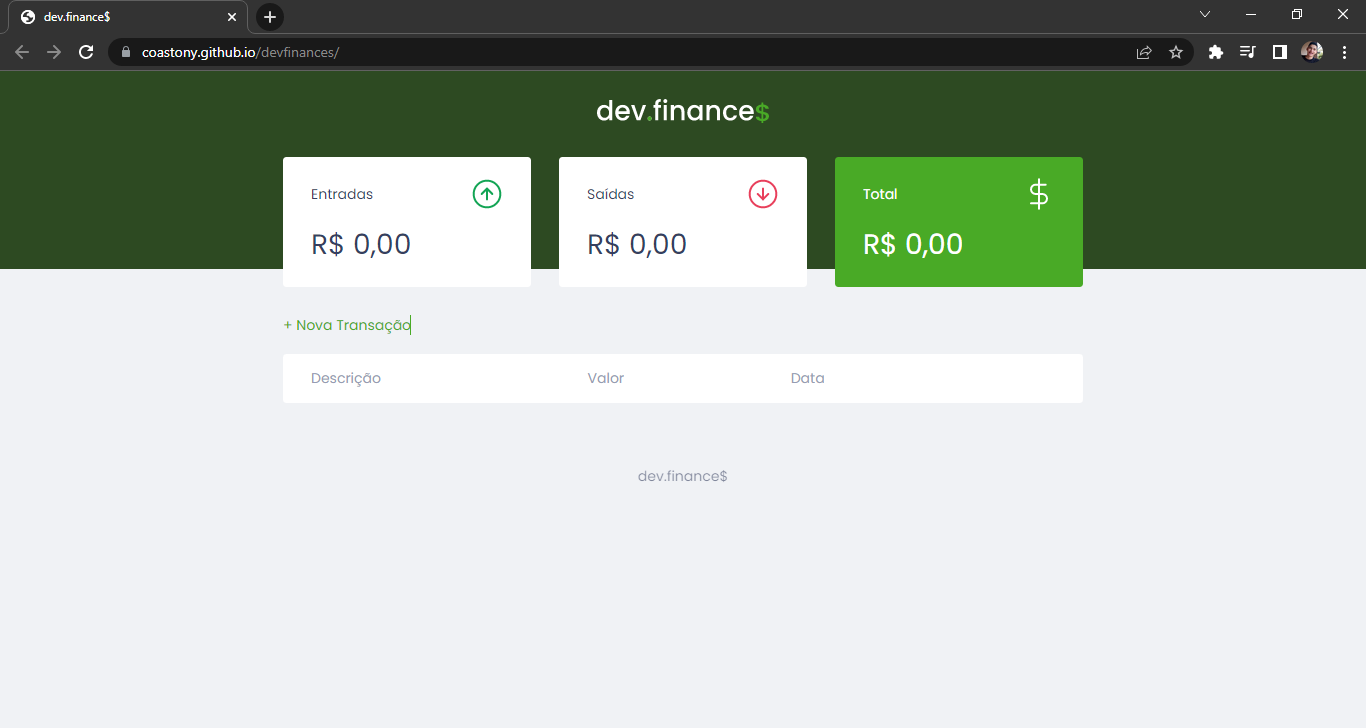 dev.finance$
coastony.github.io/devfinances/
dev.finance$
Entradas
R$ 0,00
Saídas
R$ 0,00
Total
$
R$ 0,00
+ Nova Transação
Descrição Valor Data
dev.finance$